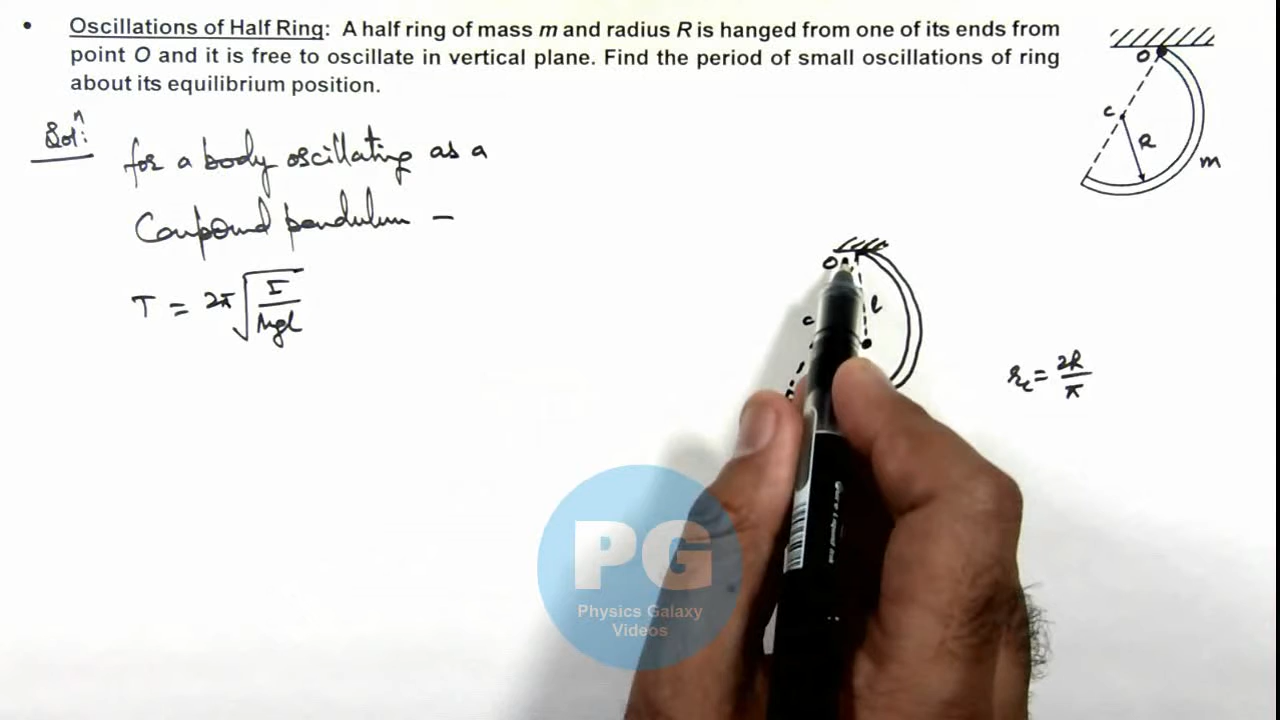 • Oscillations of Half Ring: A half ring of mass m and radius R is hanged from one of its ends from
point O and it is free to oscillate in vertical plane. Find the period of small oscillations of ring
about its equilibrium position.
O
C
R
m
Solⁿ:
for a body oscillating as a
Compound pendulum –
T = 2π√(I/mgl)
O
l
c
r_c = 2R/π
PG
Physics Galaxy
Videos